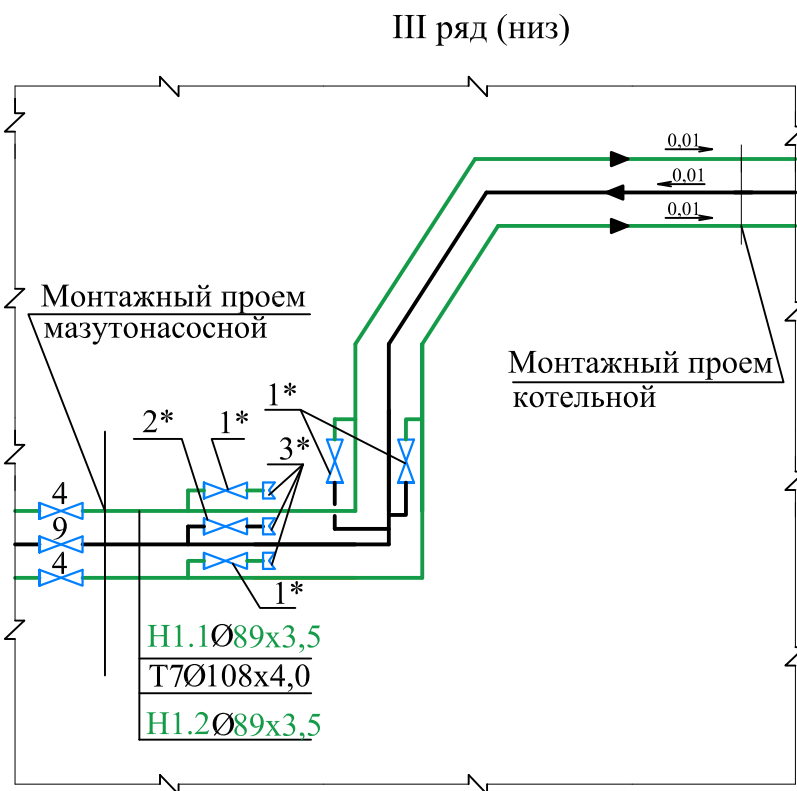 III ряд (низ)
0,01
0,01
0,01
Монтажный проем
мазутонасосной
Монтажный проем
котельной
1*
2*
1*
3*
4
9
4
1*
Н1.1Ø89х3,5
Т7Ø108х4,0
Н1.2Ø89х3,5